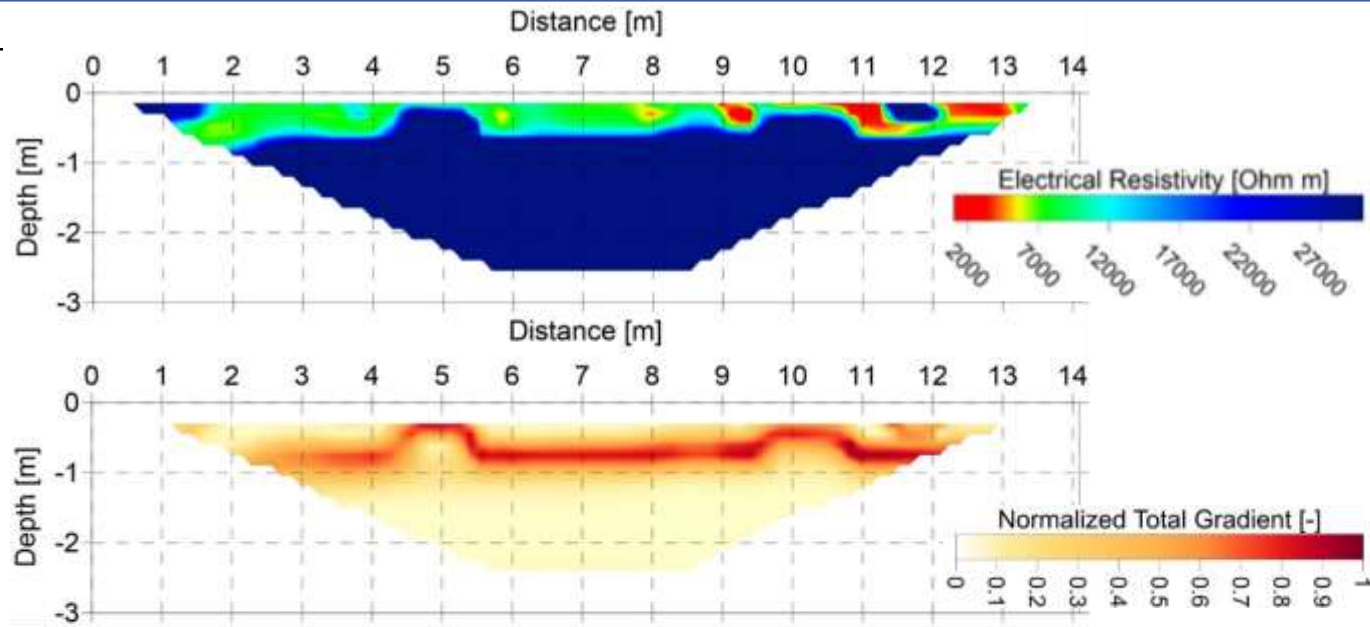 Distance [m]
0 1 2 3 4 5 6 7 8 9 10 11 12 13 14
0
-1
-2
-3
Depth [m]
Electrical Resistivity [Ohm m]
2000 7000 12000 17000 22000 27000
Distance [m]
0 1 2 3 4 5 6 7 8 9 10 11 12 13 14
0
-1
-2
-3
Depth [m]
Normalized Total Gradient [-]
0 0.1 0.2 0.3 0.4 0.5 0.6 0.7 0.8 0.9 1